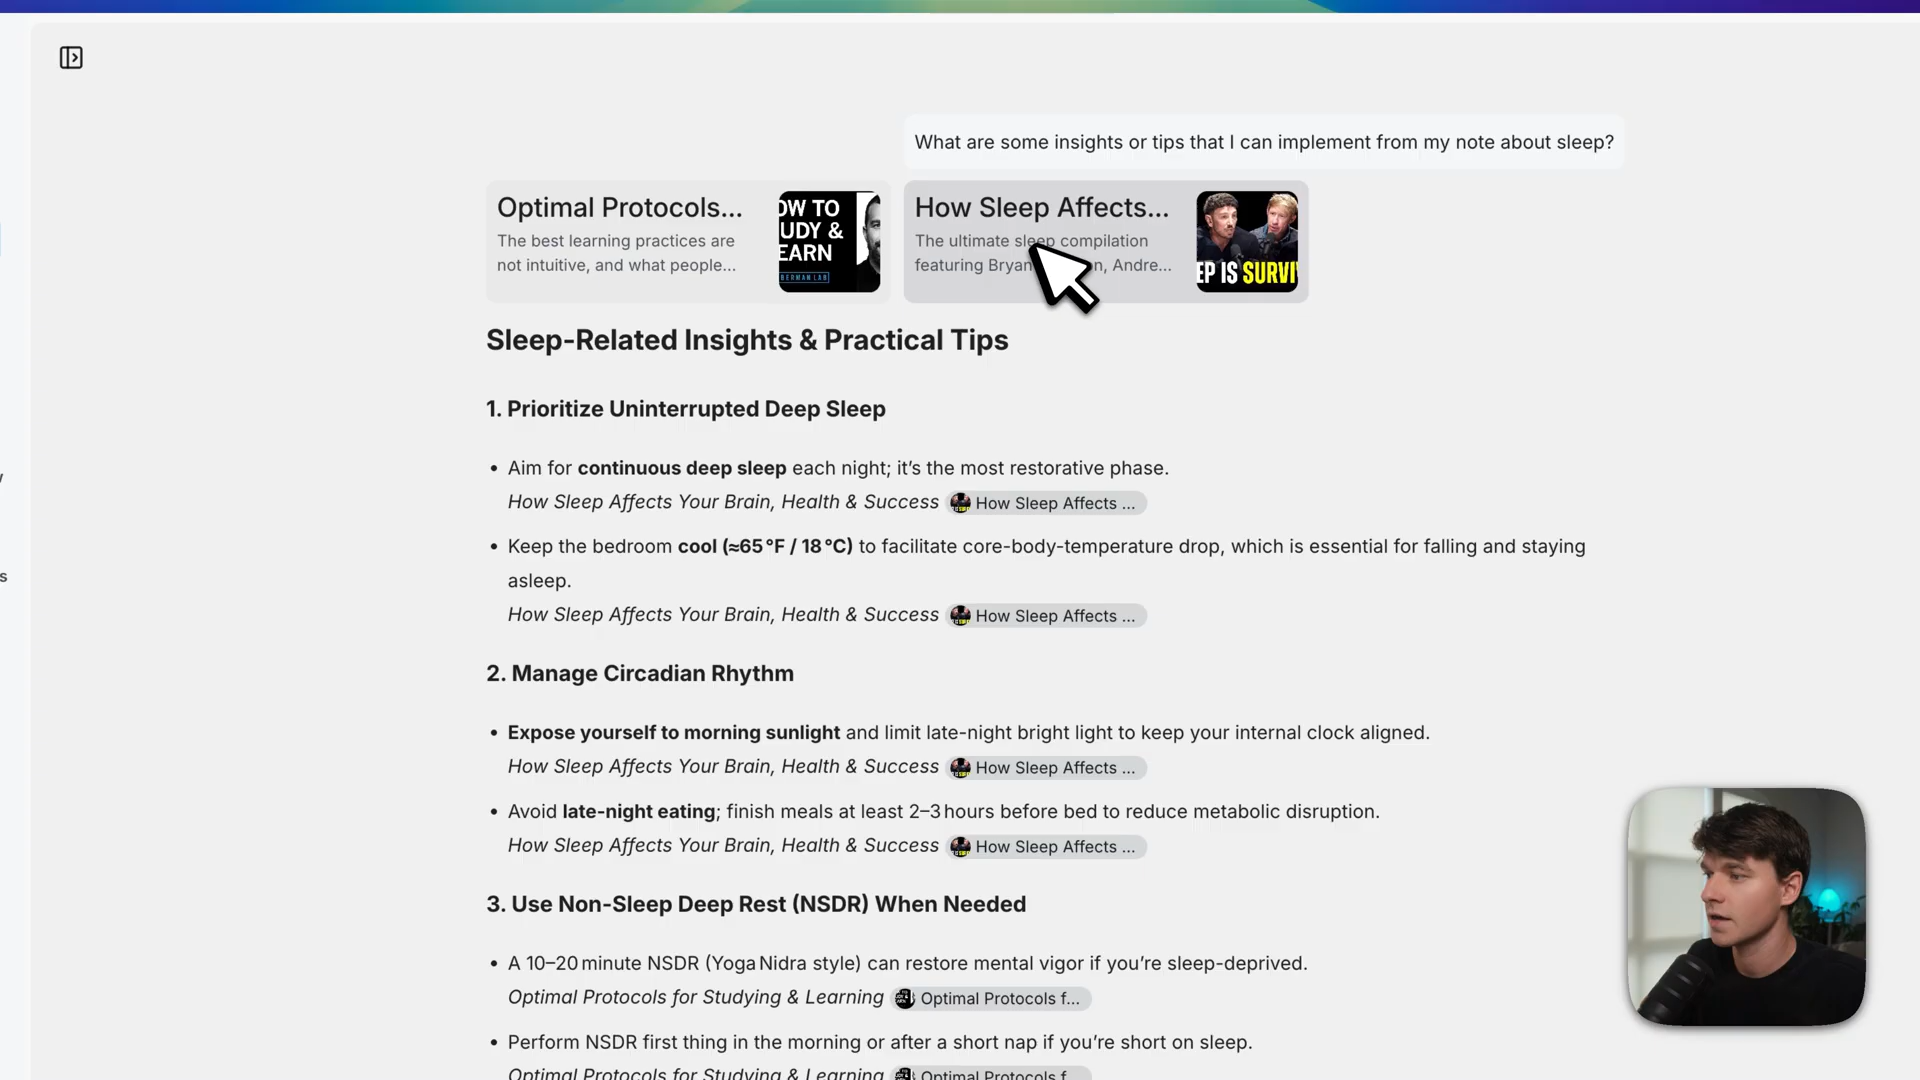 What are some insights or tips that I can implement from my note about sleep?
Optimal Protocols...
The best learning practices are
not intuitive, and what people...
OW TO
UDY &
EARN
BERMAN LAB
How Sleep Affects...
The ultimate sleep compilation
featuring Bryan n, Andre...
EP IS SURVI
Sleep-Related Insights & Practical Tips
1. Prioritize Uninterrupted Deep Sleep
• Aim for continuous deep sleep each night; it’s the most restorative phase.
How Sleep Affects Your Brain, Health & Success How Sleep Affects ...
• Keep the bedroom cool (≈65 °F / 18 °C) to facilitate core-body-temperature drop, which is essential for falling and staying
asleep.
How Sleep Affects Your Brain, Health & Success How Sleep Affects ...
2. Manage Circadian Rhythm
• Expose yourself to morning sunlight and limit late-night bright light to keep your internal clock aligned.
How Sleep Affects Your Brain, Health & Success How Sleep Affects ...
• Avoid late-night eating; finish meals at least 2–3 hours before bed to reduce metabolic disruption.
How Sleep Affects Your Brain, Health & Success How Sleep Affects ...
3. Use Non-Sleep Deep Rest (NSDR) When Needed
• A 10–20 minute NSDR (Yoga Nidra style) can restore mental vigor if you’re sleep-deprived.
Optimal Protocols for Studying & Learning Optimal Protocols f...
• Perform NSDR first thing in the morning or after a short nap if you’re short on sleep.
Optimal Protocols for Studying & Learning Optimal Protocols f...